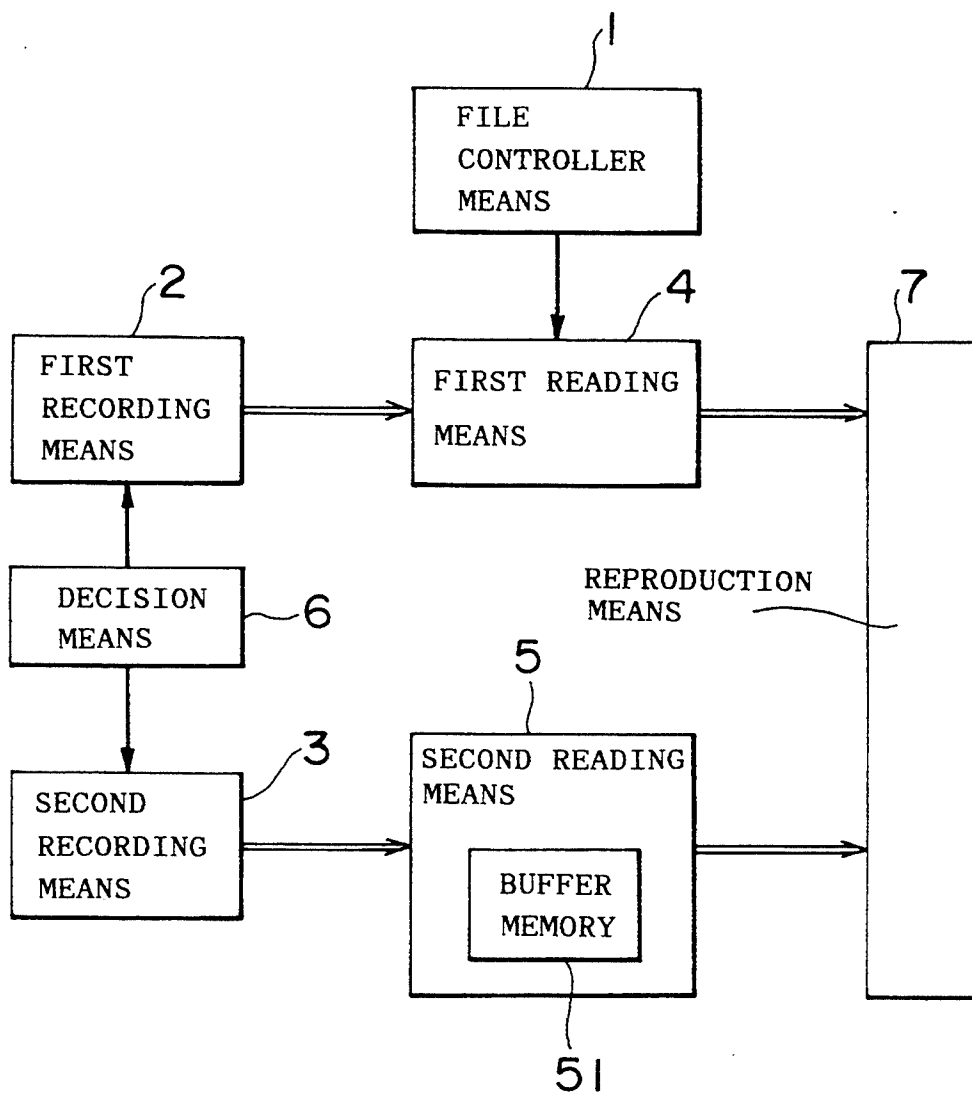 1
FILE
CONTROLLER
MEANS
2
4
7
FIRST
RECORDING
MEANS
FIRST READING
MEANS
DECISION
MEANS
6
REPRODUCTION
MEANS
3
5
SECOND
RECORDING
MEANS
SECOND READING
MEANS
BUFFER
MEMORY
51